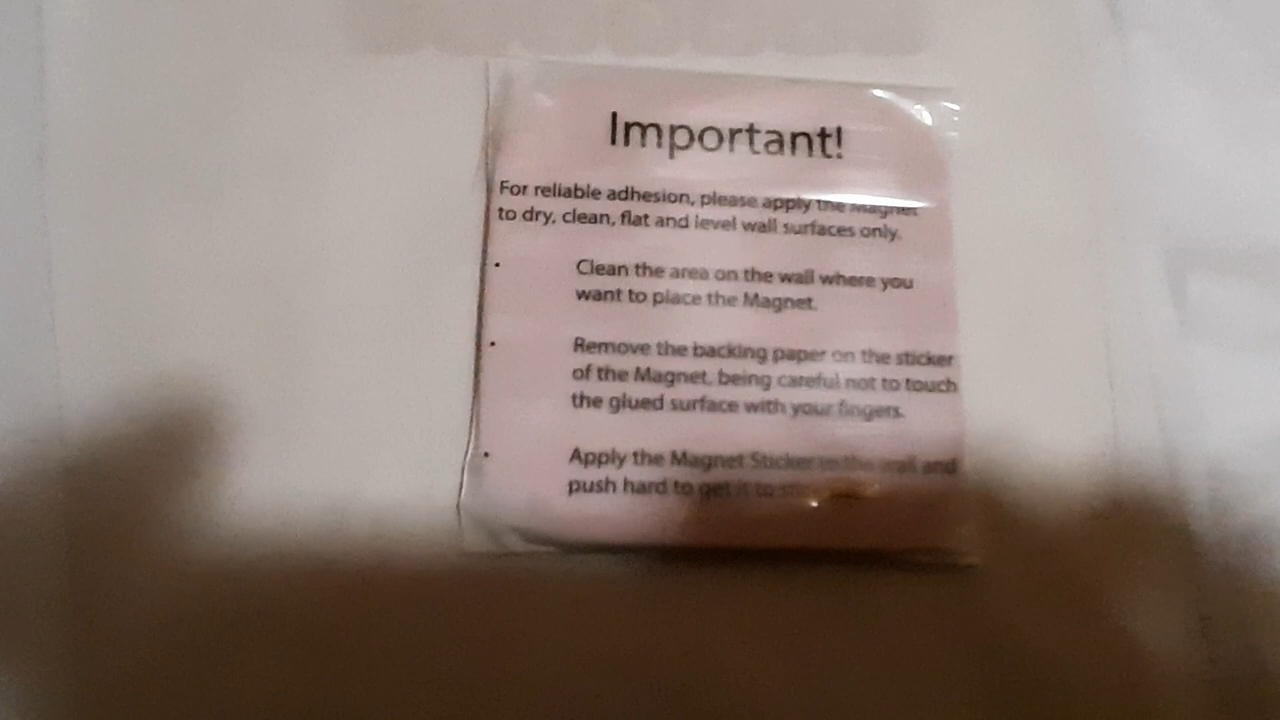 Important!
For reliable adhesion, please apply the Magnet
to dry, clean, flat and level wall surfaces only.
• Clean the area on the wall where you
want to place the Magnet.
• Remove the backing paper on the sticker
of the Magnet, being careful not to touch
the glued surface with your fingers.
• Apply the Magnet Sticker to the wall and
push hard to get it to